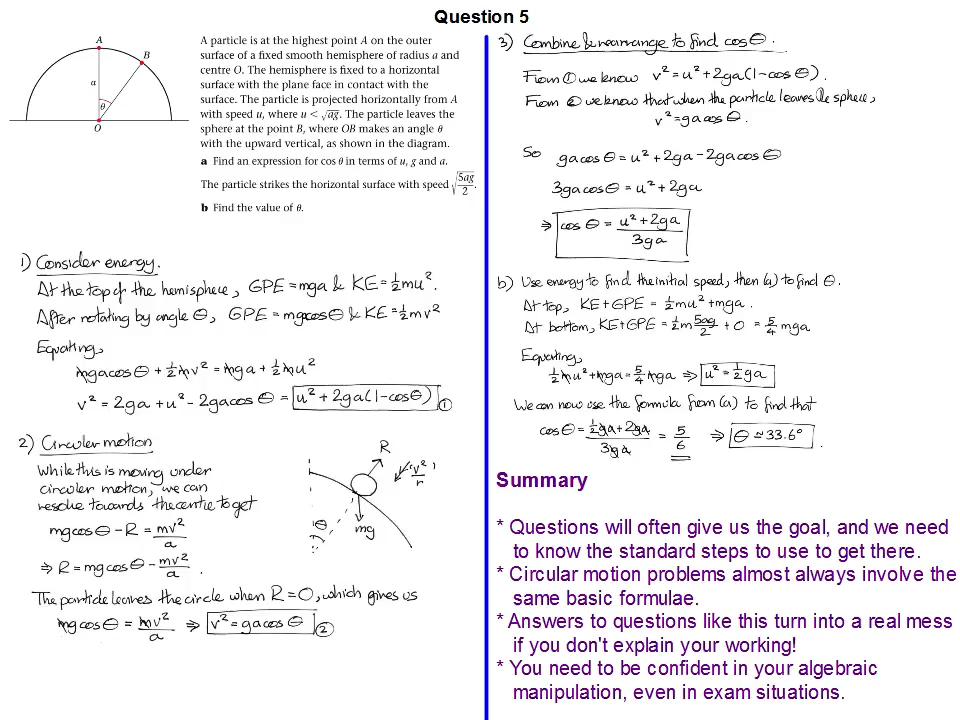 Question 5
A
B
a
θ
O
A particle is at the highest point A on the outer
surface of a fixed smooth hemisphere of radius a and
centre O. The hemisphere is fixed to a horizontal
surface with the plane face in contact with the
surface. The particle is projected horizontally from A
with speed u, where u < √ag. The particle leaves the
sphere at the point B, where OB makes an angle θ
with the upward vertical, as shown in the diagram.
a Find an expression for cos θ in terms of u, g and a.
The particle strikes the horizontal surface with speed √(5ag/2).
b Find the value of θ.
1) Consider energy.
At the top of the hemisphere, GPE = mga & KE = ½mu².
After rotating by angle θ, GPE = mgacosθ & KE = ½mv²
Equating,
mgacosθ + ½mv² = mga + ½mu²
v² = 2ga + u² - 2gacosθ = u² + 2ga(1-cosθ) ①
2) Circular motion
While this is moving under
circular motion, we can
resolve towards the centre to get
mgcosθ - R = mv²/a
⇒ R = mgcosθ - mv²/a.
R
(v²/r)
θ
mg
The particle leaves the circle when R = 0, which gives us
mgcosθ = mv²/a ⇒ v² = gacosθ ②
3) Combine & rearrange to find cosθ.
From ① we know v² = u² + 2ga(1-cosθ).
From ② we know that when the particle leaves the sphere,
v² = gacosθ.
So gacosθ = u² + 2ga - 2gacosθ
3gacosθ = u² + 2ga
⇒ cosθ = (u² + 2ga)/3ga
b) Use energy to find the initial speed, then (a) to find θ.
At top, KE + GPE = ½mu² + mga.
At bottom, KE + GPE = ½m 5ag/2 + 0 = 5/4 mga
Equating,
½mu² + mga = 5/4 mga ⇒ u² = ½ga
We can now use the formula from (a) to find that
cosθ = (½ga + 2ga)/3ga = 5/6 ⇒ θ ≈ 33.6°.
Summary
* Questions will often give us the goal, and we need
to know the standard steps to use to get there.
* Circular motion problems almost always involve the
same basic formulae.
* Answers to questions like this turn into a real mess
if you don't explain your working!
* You need to be confident in your algebraic
manipulation, even in exam situations.